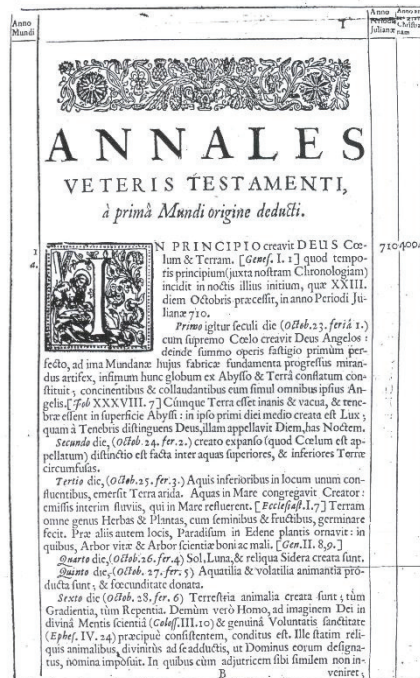 Anno Mundi
I
Anno Periodi Julianæ
Anno
Christia
nam
ANNALES
VETERIS TESTAMENTI,
à primâ Mundi origine deducti.
1
a.
710
4004
IN PRINCIPIO creavit DEUS Cœ-
lum & Terram. [Genes. I. 1] quod tempo-
ris principium (juxta nostram Chronologiam)
incidit in noctis illius initium, quæ XXIII.
diem Octobris præcessit, in anno Periodi Ju-
lianæ 710.
Primo igitur seculi die (Octob. 23. feriâ 1.)
cum supremo Cœlo creavit Deus Angelos :
deinde summo operis fastigio primùm per-
fecto, ad ima Mundanæ hujus fabricæ fundamenta progressus miran-
dus artifex, infimum hunc globum ex Abysso & Terrâ conflatum con-
stituit ; concinentibus & collaudantibus eum simul omnibus ipsius An-
gelis. [Job XXXVIII. 7] Cúmque Terra esset inanis & vacua, & tene-
bræ essent in superficie Abyssi : in ipso primi diei medio creata est Lux ;
quam à Tenebris distinguens Deus, illam appellavit Diem, has Noctem.
Secundo die, (Octob. 24. fer. 2.) creato expanso (quod Cœlum est ap-
pellatum) distinctio est facta inter aquas superiores, & inferiores Terræ
circumfusas.
Tertio die, (Octob. 25. fer. 3.) Aquis inferioribus in locum unum con-
fluentibus, emersit Terra arida. Aquas in Mare congregavit Creator :
emissis interim fluviis, qui in Mare refluerent. [Ecclesiast. I. 7] Terram
omne genus Herbas & Plantas, cum seminibus & fructibus, germinare
fecit. Præ aliis autem locis, Paradisum in Edene plantis ornavit : in
quibus, Arbor vitæ & Arbor scientiæ boni ac mali. [Gen. II. 8, 9.]
Quarto die, (Octob. 26. fer. 4) Sol, Luna, & reliqua Sidera creata sunt.
Quinto die, (Octob. 27. fer. 5) Aquatilia & volatilia animantia pro-
ducta sunt ; & fœcunditate donata.
Sexto die (Octob. 28. fer. 6) Terrestria animalia creata sunt ; tùm
Gradientia, tùm Repentia. Demùm verò Homo, ad imaginem Dei in
divinâ Mentis scientiâ (Coloss. III. 10) & genuinâ Voluntatis sanctitate
(Ephes. IV. 24) præcipuè consistentem, conditus est. Ille statim reli-
quis animalibus, divinitùs ad se adductis, ut Dominus eorum designa-
tus, nomina imposuit. In quibus cùm adjutricem sibi similem non in-
B
veniret ;